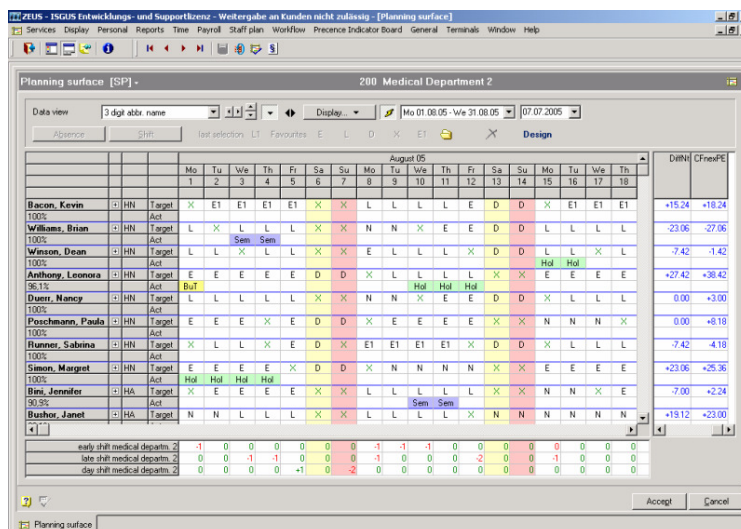 ZEUS - ISGUS Entwicklungs- und Supportlizenz - Weitergabe an Kunden nicht zulässig - [Planning surface]
Services Display Personal Reports Time Payroll Staff plan Workflow Precence Indicator Board General Terminals Window Help
Planning surface [SP] - 200 Medical Department 2
Data view 3 digit abbr. name Display... Mo 01.08.05 - We 31.08.05 07.07.2005
Absence Shift last selection LT Favourites E L D X E1 Design
August 05 DiffNt CFnexPE
Mo Tu We Th Fr Sa Su Mo Tu We Th Fr Sa Su Mo Tu We Th
1 2 3 4 5 6 7 8 9 10 11 12 13 14 15 16 17 18
Bacon, Kevin + HN Target X E1 E1 E1 E1 X X L L L L E D D X E1 E1 E1 +15.24 +18.24
100% Act
Williams, Brian + HN Target L X L L L X X N N X E E D D L L L L -23.06 -27.06
100% Act Sem Sem
Winson, Dean + HN Target L L X L L X X E L L L X D D L L X L -7.42 -1.42
100% Act Hol Hol
Anthony, Leonora + HN Target E E E E E D D X L L L L X X E E E E +27.42 +38.42
96,1% Act BuT Hol Hol Hol
Duerr, Nancy + HN Target L L L L L X X N N X E E D D X L L L 0.00 +3.00
100% Act
Poschmann, Paula + HN Target E E E X E D D X E E E E X X N N N X 0.00 +8.18
100% Act
Runner, Sabrina + HN Target X L L X E D X E1 E1 E1 E1 X D D X L L L -7.42 -4.18
100% Act
Simon, Margret + HN Target E E E E X D D X N N N N X X E E E E +23.06 +25.36
100% Act Hol Hol Hol Hol
Bini, Jennifer + HA Target X E E E E X X L L L L L X X N N X E -7.00 +2.24
90,9% Act Sem Sem
Bushor, Janet + HA Target N N L L L X X L L L L X N N N N N N +19.12 +23.00
early shift medical departm. 2 -1 0 0 0 0 0 0 -1 -1 -1 0 0 0 0 0 0 0 0
late shift medical departm. 2 0 0 -1 -1 0 0 0 -1 0 0 0 -2 0 0 -1 0 0 0
day shift medical departm. 2 0 0 0 0 +1 0 -2 0 0 0 0 0 0 0 0 0 0 0
Accept Cancel
Planning surface